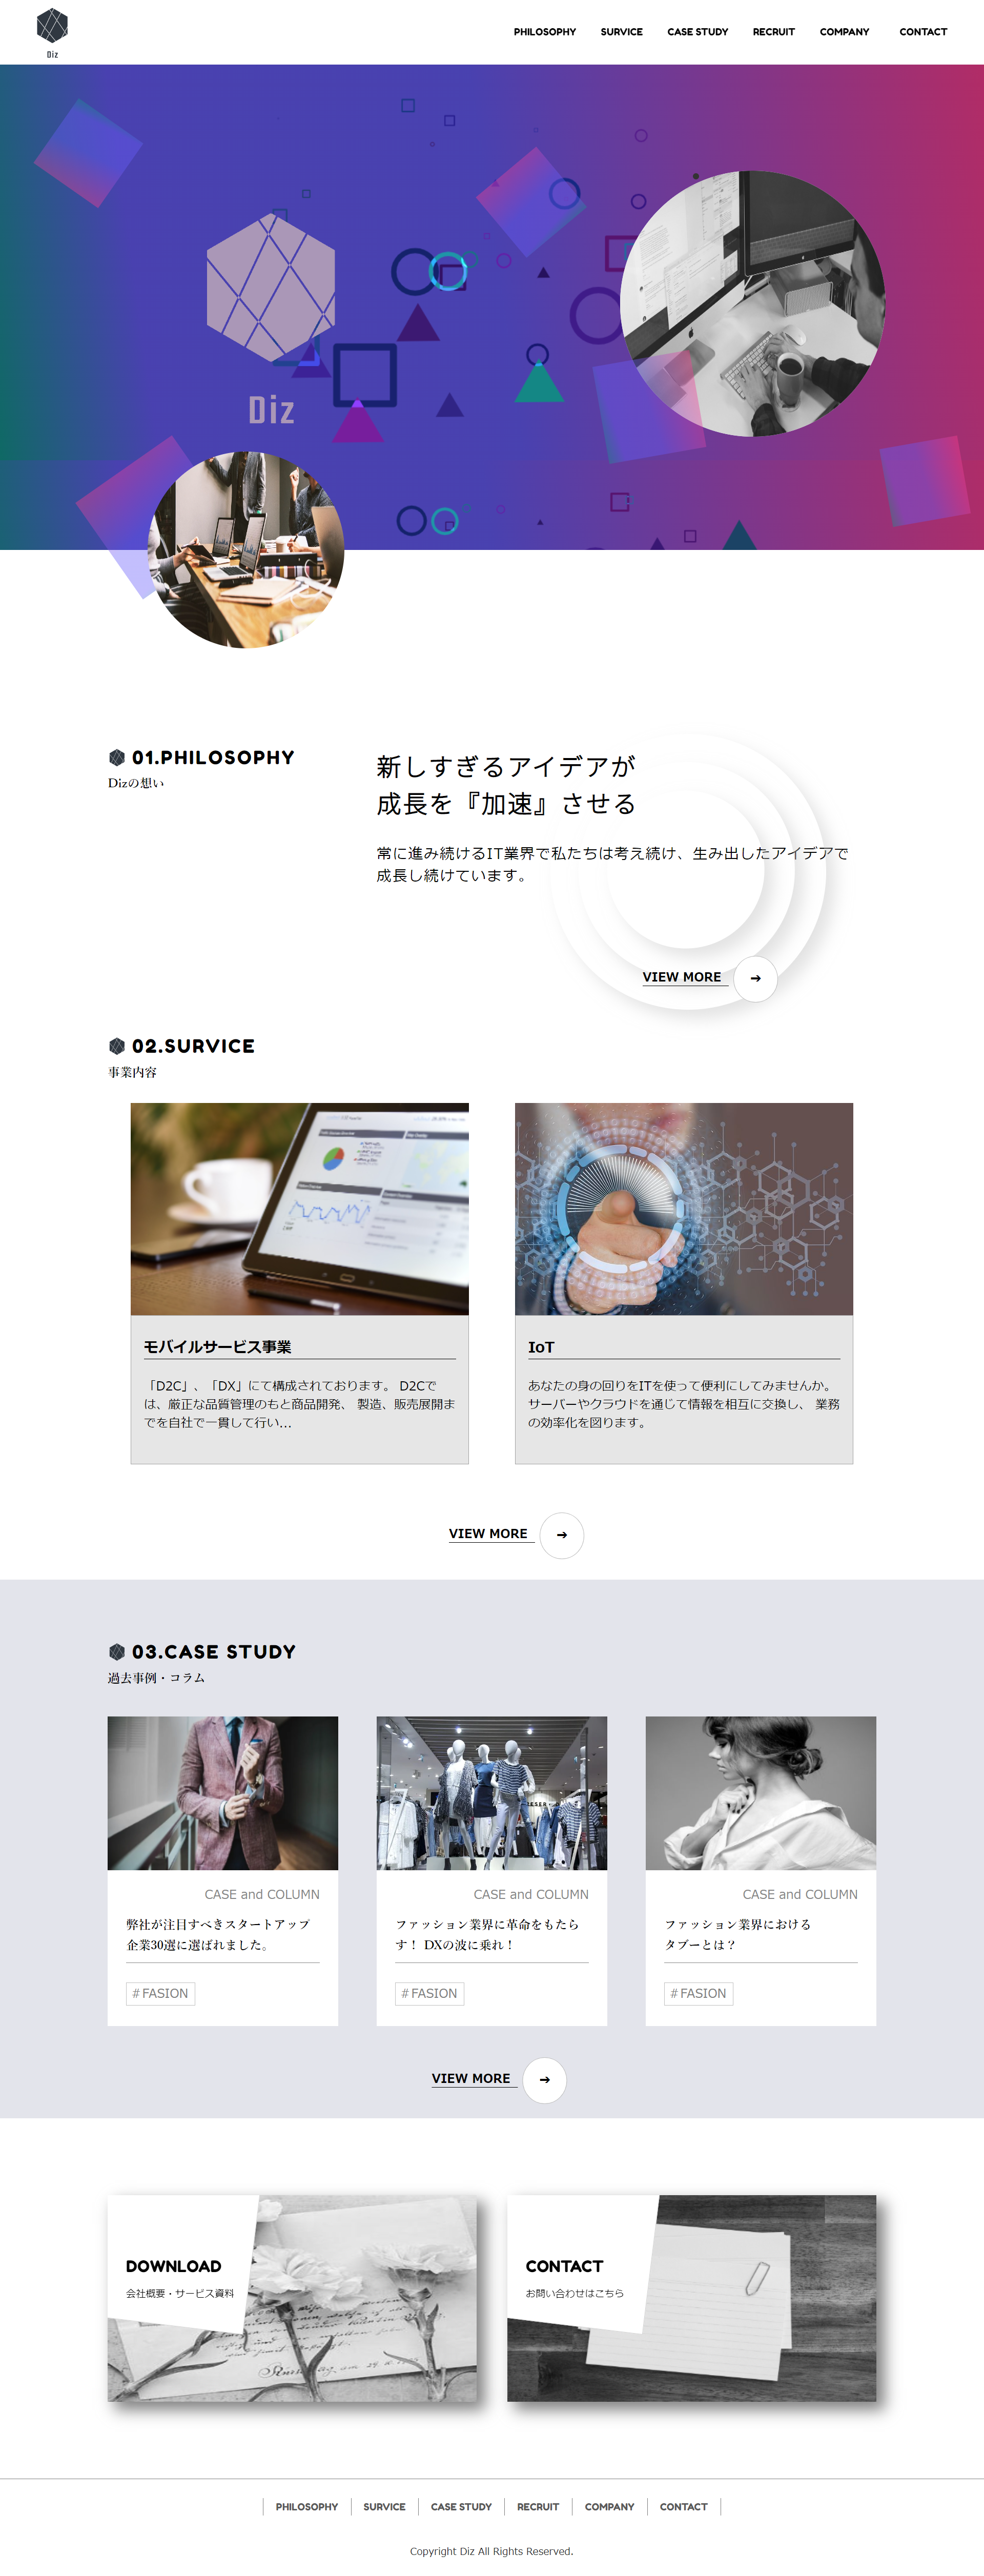 Diz
PHILOSOPHY SURVICE CASE STUDY RECRUIT COMPANY CONTACT
Diz
01.PHILOSOPHY
Dizの想い
新しすぎるアイデアが
成長を『加速』させる
常に進み続けるIT業界で私たちは考え続け、生み出したアイデアで
成長し続けています。
VIEW MORE ➔
02.SURVICE
事業内容
モバイルサービス事業
「D2C」、「DX」にて構成されております。 D2Cで
は、厳正な品質管理のもと商品開発、 製造、販売展開ま
でを自社で一貫して行い...
IoT
あなたの身の回りをITを使って便利にしてみませんか。
サーバーやクラウドを通じて情報を相互に交換し、 業務
の効率化を図ります。
VIEW MORE ➔
03.CASE STUDY
過去事例・コラム
CASE and COLUMN
弊社が注目すべきスタートアップ
企業30選に選ばれました。
#FASION
CASE and COLUMN
ファッション業界に革命をもたら
す！ DXの波に乗れ！
#FASION
CASE and COLUMN
ファッション業界における
タブーとは？
#FASION
VIEW MORE ➔
DOWNLOAD
会社概要・サービス資料
CONTACT
お問い合わせはこちら
PHILOSOPHY SURVICE CASE STUDY RECRUIT COMPANY CONTACT
Copyright Diz All Rights Reserved.